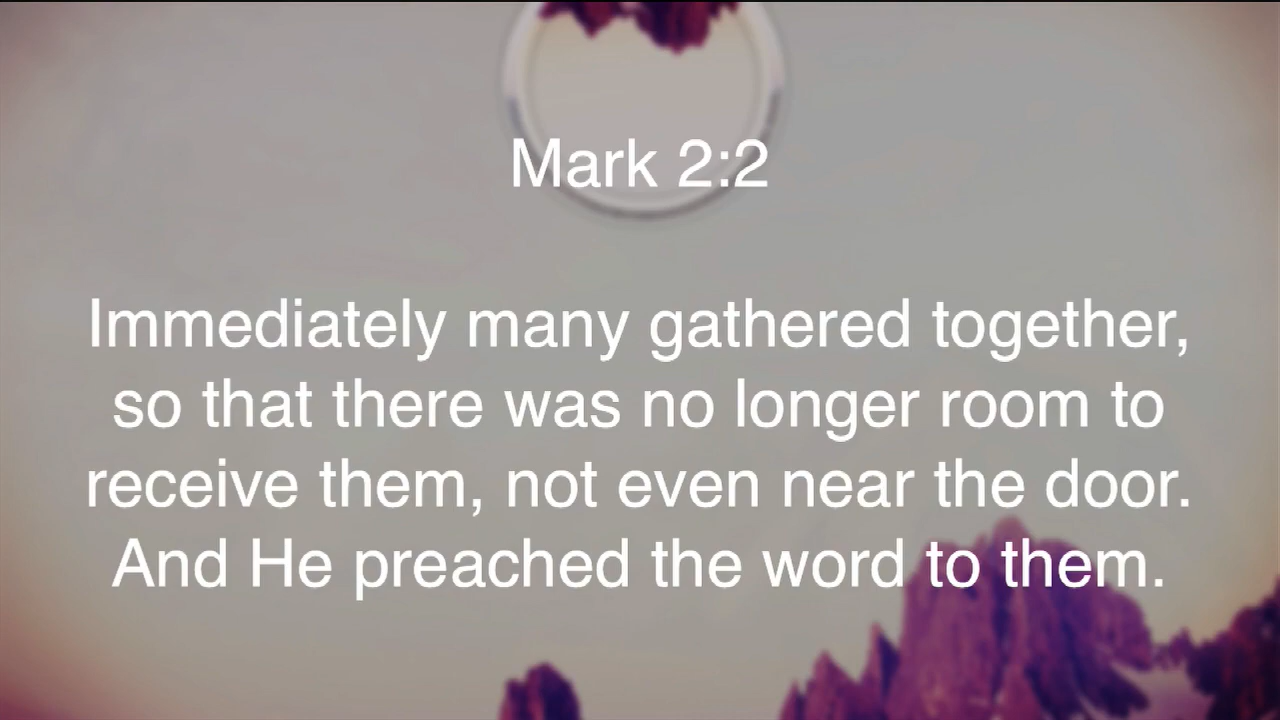 Mark 2:2
Immediately many gathered together,
so that there was no longer room to
receive them, not even near the door.
And He preached the word to them.